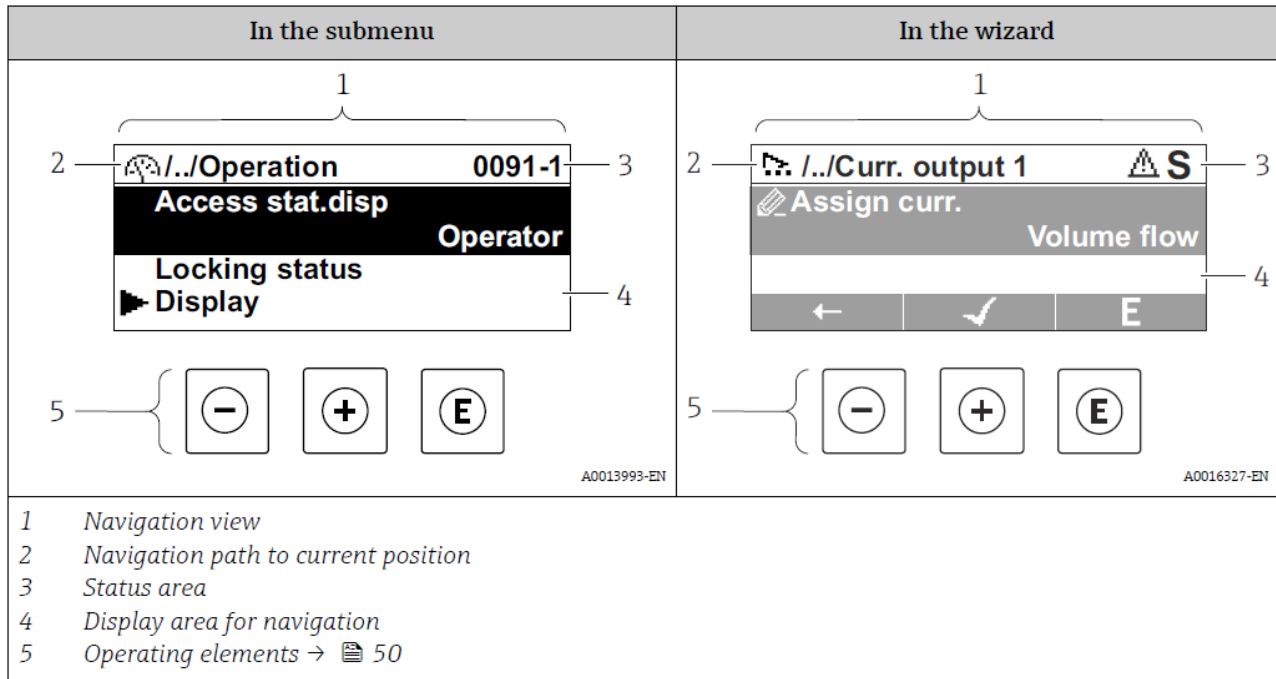 In the submenu
In the wizard
1
2
/../Operation 0091-1
3
Access stat.disp
Operator
Locking status
Display
4
5
- + E
A0013993-EN
1
2
/../Curr. output 1 S
3
Assign curr.
Volume flow
4
← ✓ E
5
- + E
A0016327-EN
1 Navigation view
2 Navigation path to current position
3 Status area
4 Display area for navigation
5 Operating elements → 50